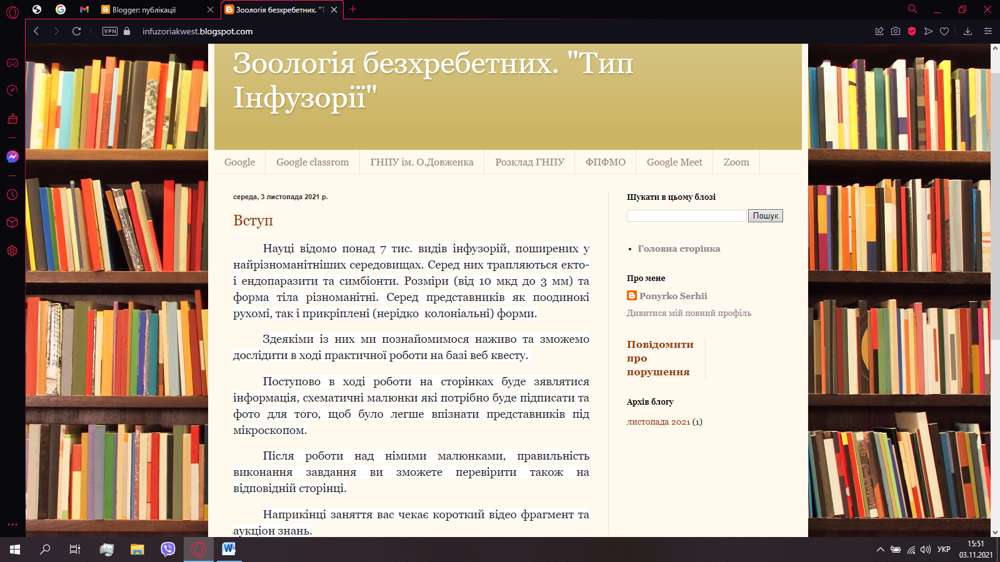 Blogger: публікації
Зоологія безхребетних. "Т
VPN
infuzoriakwest.blogspot.com
Зоологія безхребетних. "Тип
Інфузорії"
Google
Google classrom
ГНПУ ім. О.Довженка
Розклад ГНПУ
ФПФМО
Google Meet
Zoom
середа, 3 листопада 2021 р.
Вступ
Науці відомо понад 7 тис. видів інфузорій, поширених у
найрізноманітніших середовищах. Серед них трапляються екто-
і ендопаразити та симбіонти. Розміри (від 10 мкд до 3 мм) та
форма тіла різноманітні. Серед представників як поодинокі
рухомі, так і прикріплені (нерідко колоніальні) форми.
Здеякіми із них ми познайомимося наживо та зможемо
дослідити в ході практичної роботи на базі веб квесту.
Поступово в ході роботи на сторінках буде зявлятися
інформація, схематичні малюнки які потрібно буде підписати та
фото для того, щоб було легше впізнати представників під
мікроскопом.
Після роботи над німими малюнками, правильність
виконання завдання ви зможете перевірити також на
відповідній сторінці.
Наприкінці заняття вас чекає короткий відео фрагмент та
аукціон знань.
Шукати в цьому блозі
Пошук
Головна сторінка
Про мене
Ponyrko Serhii
Дивитися мій повний профіль
Повідомити
про
порушення
Архів блогу
листопада 2021 (1)
УКР
15:51
03.11.2021